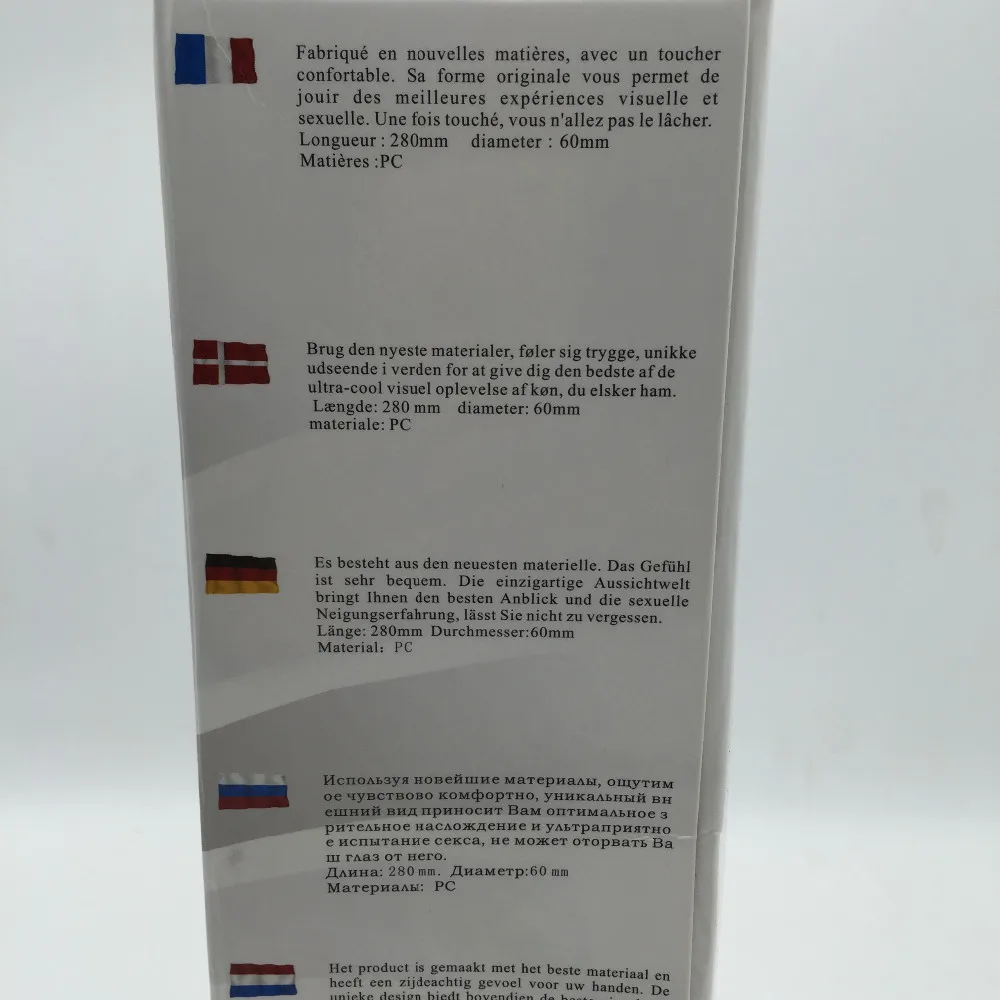 Fabriqué en nouvelles matières, avec un toucher
confortable. Sa forme originale vous permet de
jouir des meilleures expériences visuelle et
sexuelle. Une fois touché, vous n'allez pas le lâcher.
Longueur : 280mm diameter : 60mm
Matières :PC
Brug den nyeste materialer, føler sig trygge, unikke
udseende i verden for at give dig den bedste af de
ultra-cool visuel oplevelse af køn, du elsker ham.
Længde: 280 mm diameter: 60mm
materiale: PC
Es besteht aus den neuesten materielle. Das Gefühl
ist sehr bequem. Die einzigartige Aussichtwelt
bringt Ihnen den besten Anblick und die sexuelle
Neigungserfahrung, lässt Sie nicht zu vergessen.
Länge: 280mm Durchmesser:60mm
Material: PC
Используя новейшие материалы, ощутим
ое чувствово комфортно, уникальный вн
ешний вид приносит Вам оптимальное з
рительное наслождение и ультраприятно
е испытание секса, не может оторвать Ва
ш глаз от него.
Длина: 280 mm. Диаметр:60 mm
Материалы: PC
Het product is gemaakt met het beste materiaal en
heeft een zijdeachtig gevoel voor uw handen. De
unieke design biedt bovendien de